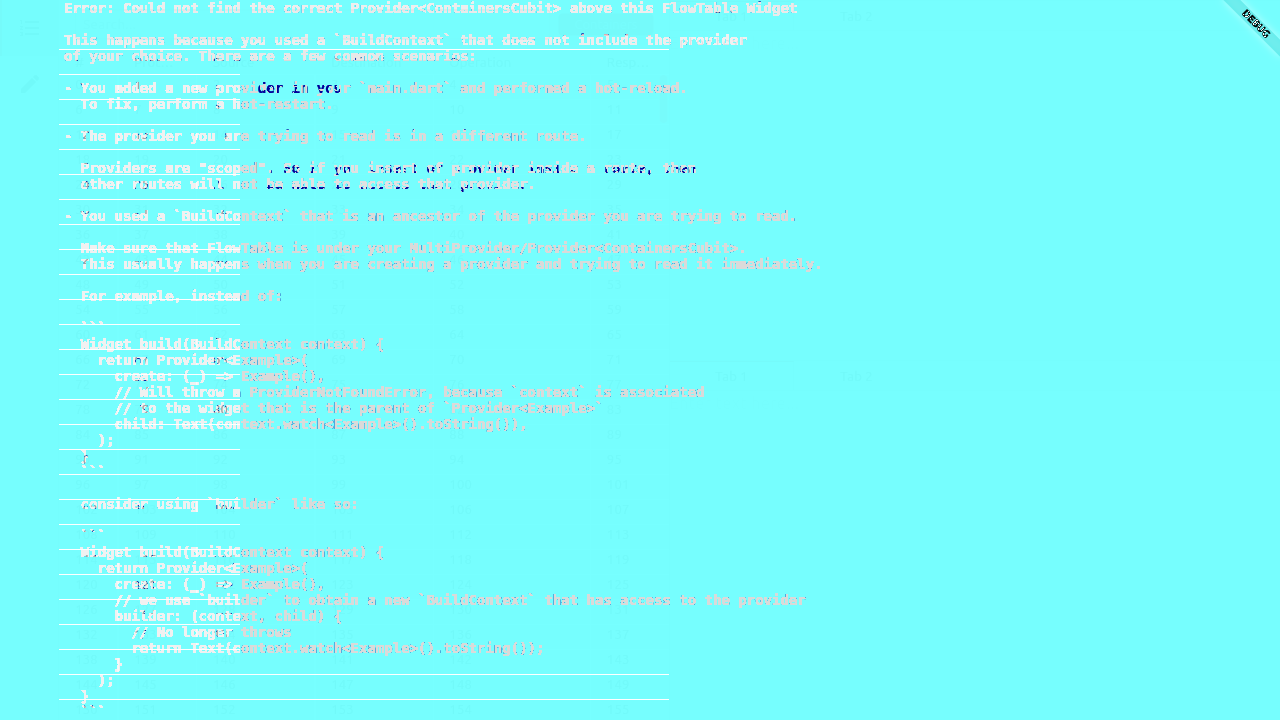 Error: Could not find the correct Provider<ContainersCubit> above this FlowTable Widget
DEBUG
This happens because you used a `BuildContext` that does not include the provider
of your choice. There are a few common scenarios:
- You added a new provider in your `main.dart` and performed a hot-reload.
To fix, perform a hot-restart.
- The provider you are trying to read is in a different route.
Providers are "scoped". So if you insert of provider inside a route, then
other routes will not be able to access that provider.
- You used a `BuildContext` that is an ancestor of the provider you are trying to read.
Make sure that FlowTable is under your MultiProvider/Provider<ContainersCubit>.
This usually happens when you are creating a provider and trying to read it immediately.
For example, instead of:
```
Widget build(BuildContext context) {
return Provider<Example>(
create: (_) => Example(),
// Will throw a ProviderNotFoundError, because `context` is associated
// to the widget that is the parent of `Provider<Example>`
child: Text(context.watch<Example>().toString()),
);
}
```
consider using `builder` like so:
```
Widget build(BuildContext context) {
return Provider<Example>(
create: (_) => Example(),
// we use `builder` to obtain a new `BuildContext` that has access to the provider
builder: (context, child) {
// No longer throws
return Text(context.watch<Example>().toString());
}
);
}
```